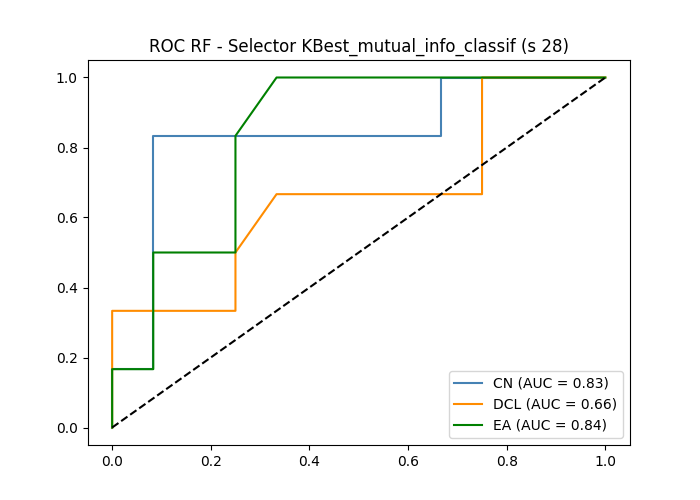 ROC RF - Selector KBest_mutual_info_classif (s 28)
1.0
0.8
0.6
0.4
0.2
0.0
CN (AUC = 0.83)
DCL (AUC = 0.66)
EA (AUC = 0.84)
0.0 0.2 0.4 0.6 0.8 1.0